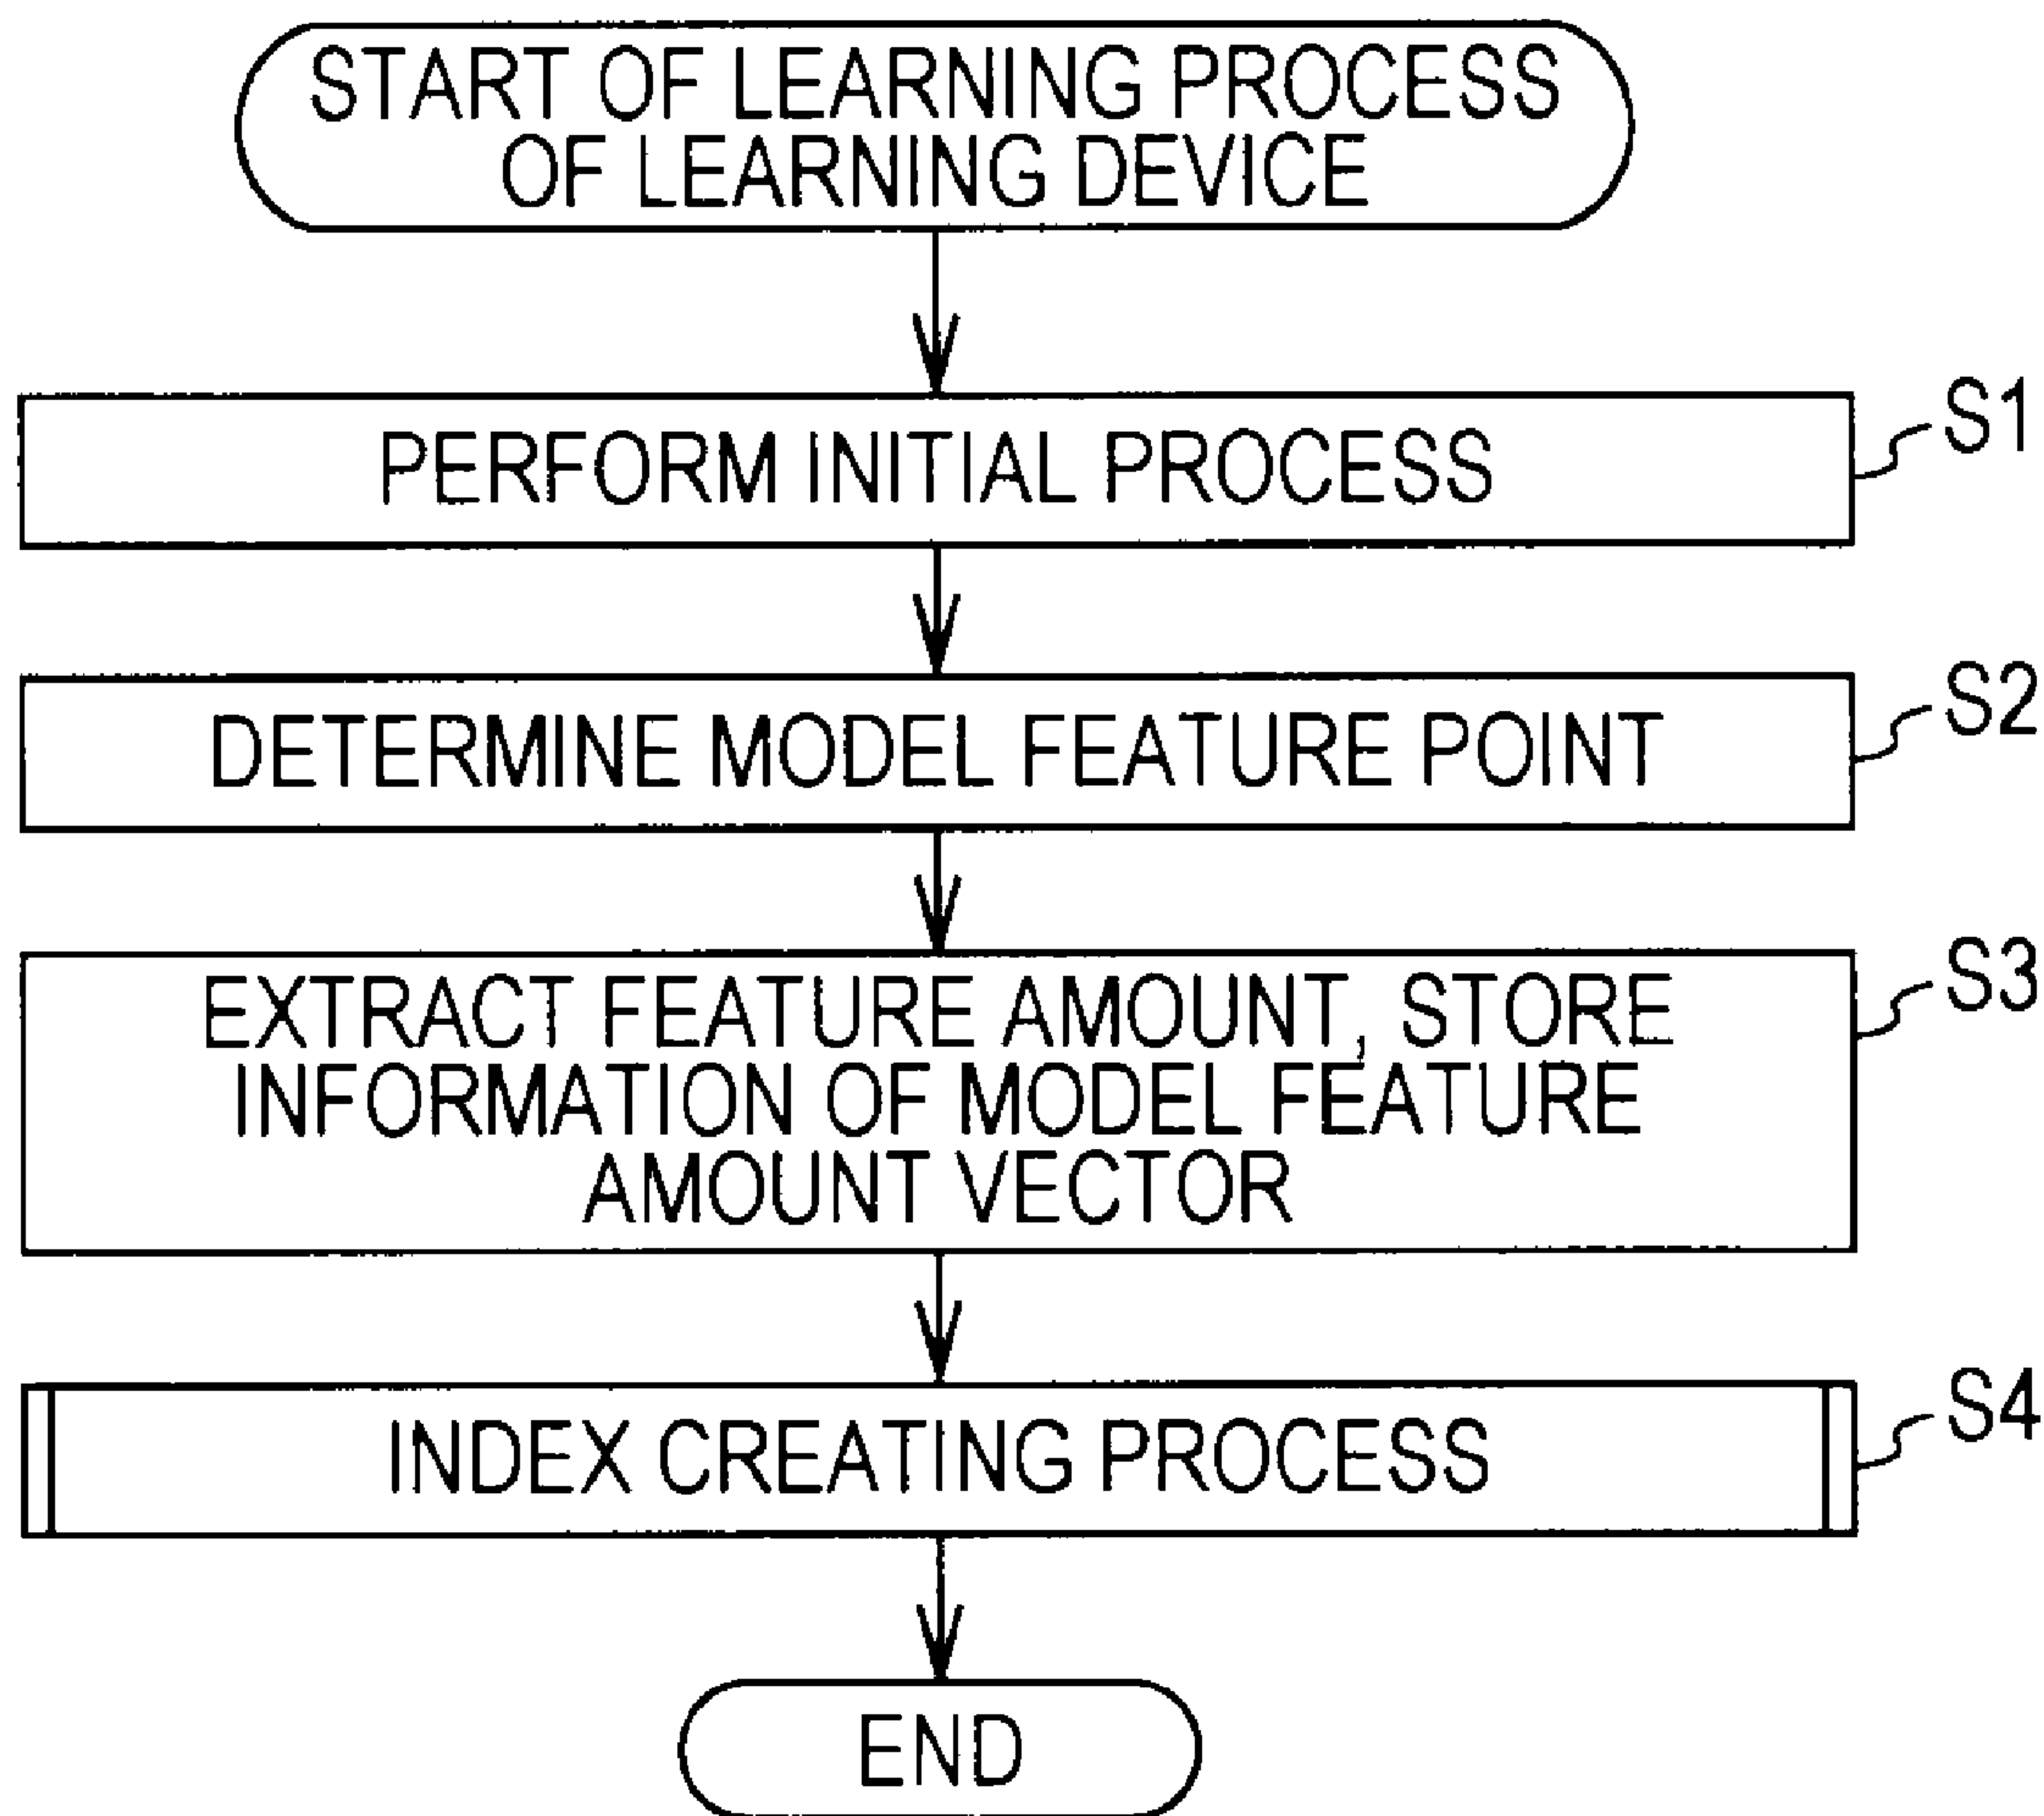 START OF LEARNING PROCESS
OF LEARNING DEVICE
PERFORM INITIAL PROCESS
S1
DETERMINE MODEL FEATURE POINT
S2
EXTRACT FEATURE AMOUNT, STORE
INFORMATION OF MODEL FEATURE
AMOUNT VECTOR
S3
INDEX CREATING PROCESS
S4
END